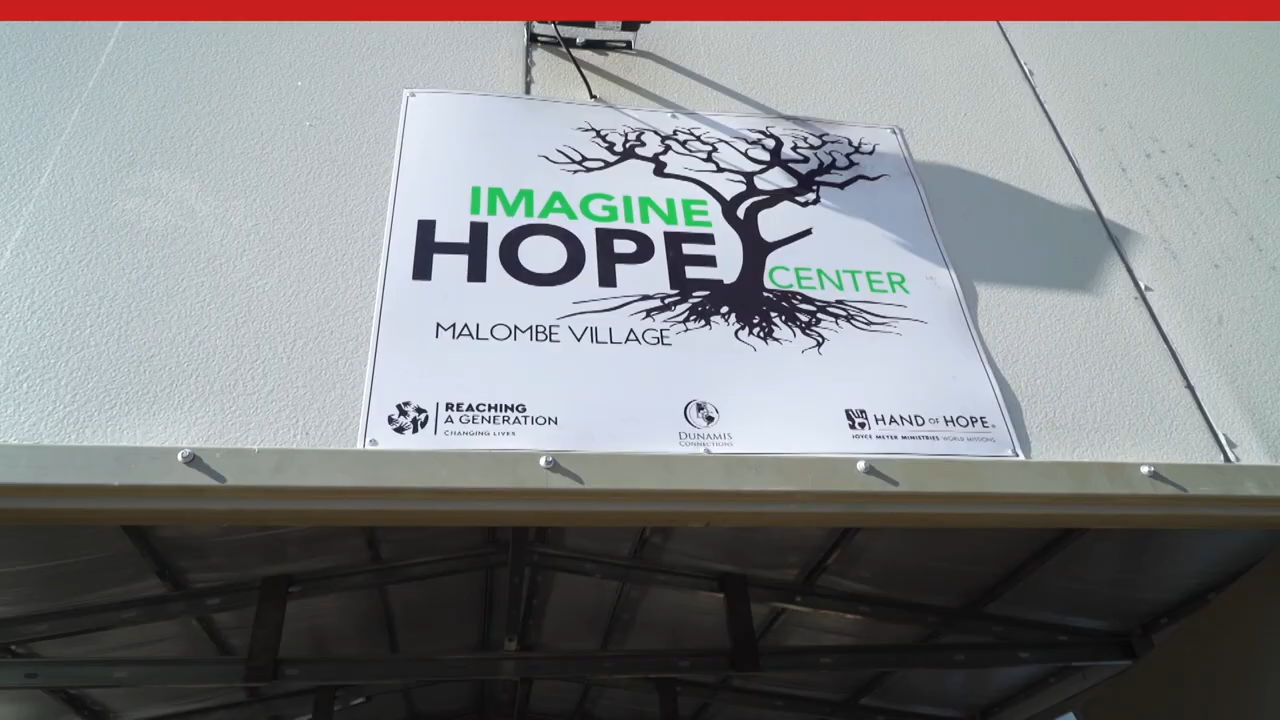 IMAGINE
HOPE
CENTER
MALOMBE VILLAGE
REACHING
A GENERATION
CHANGING LIVES
DUNAMIS
CONNECTIONS
HAND OF HOPE®
JOYCE MEYER MINISTRIES WORLD MISSIONS